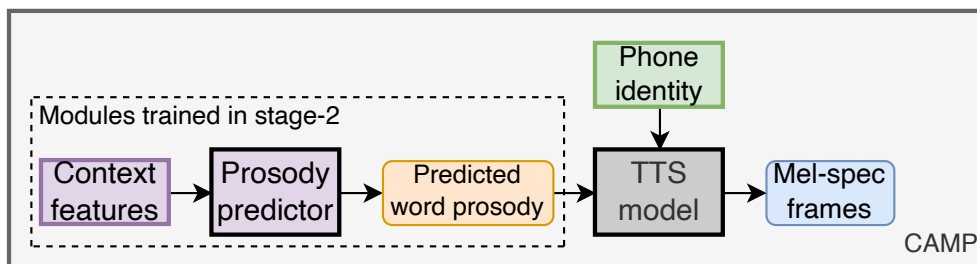 Phone
identity
Modules trained in stage-2
Context
features
Prosody
predictor
Predicted
word prosody
TTS
model
Mel-spec
frames
CAMP